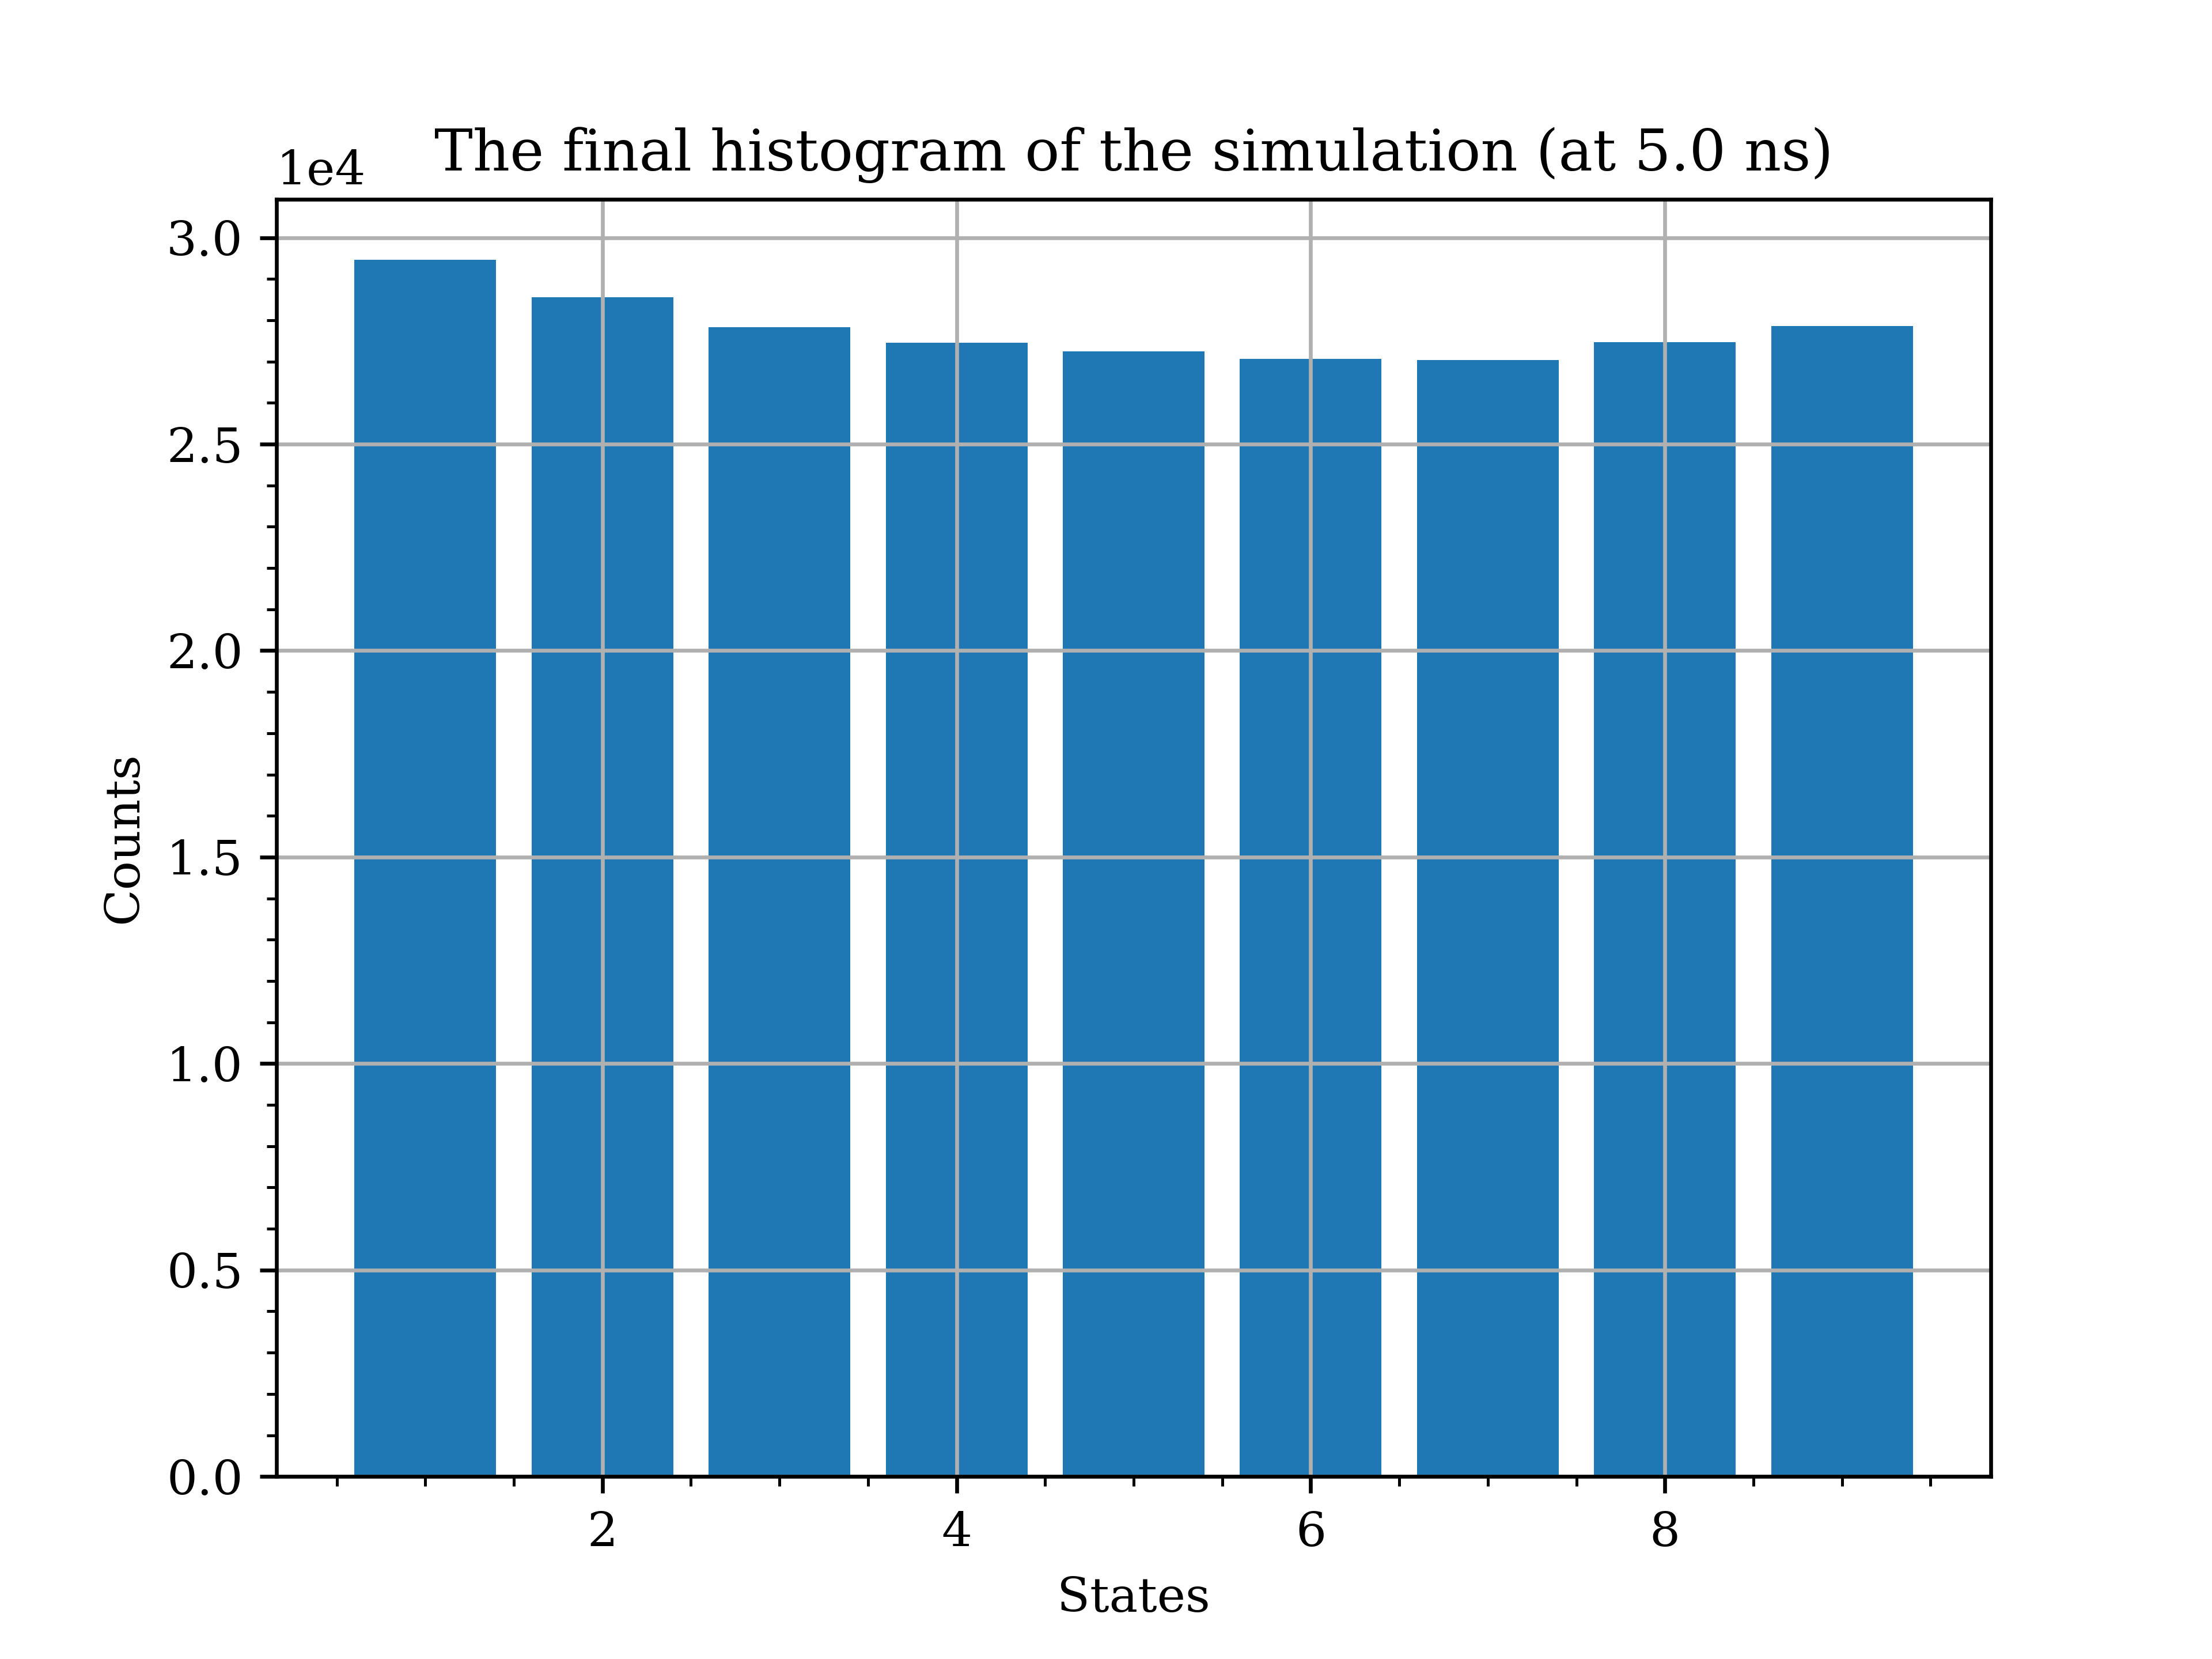 The final histogram of the simulation (at 5.0 ns)
1e4
3.0
2.5
2.0
1.5
1.0
0.5
0.0
Counts
2 4 6 8
States